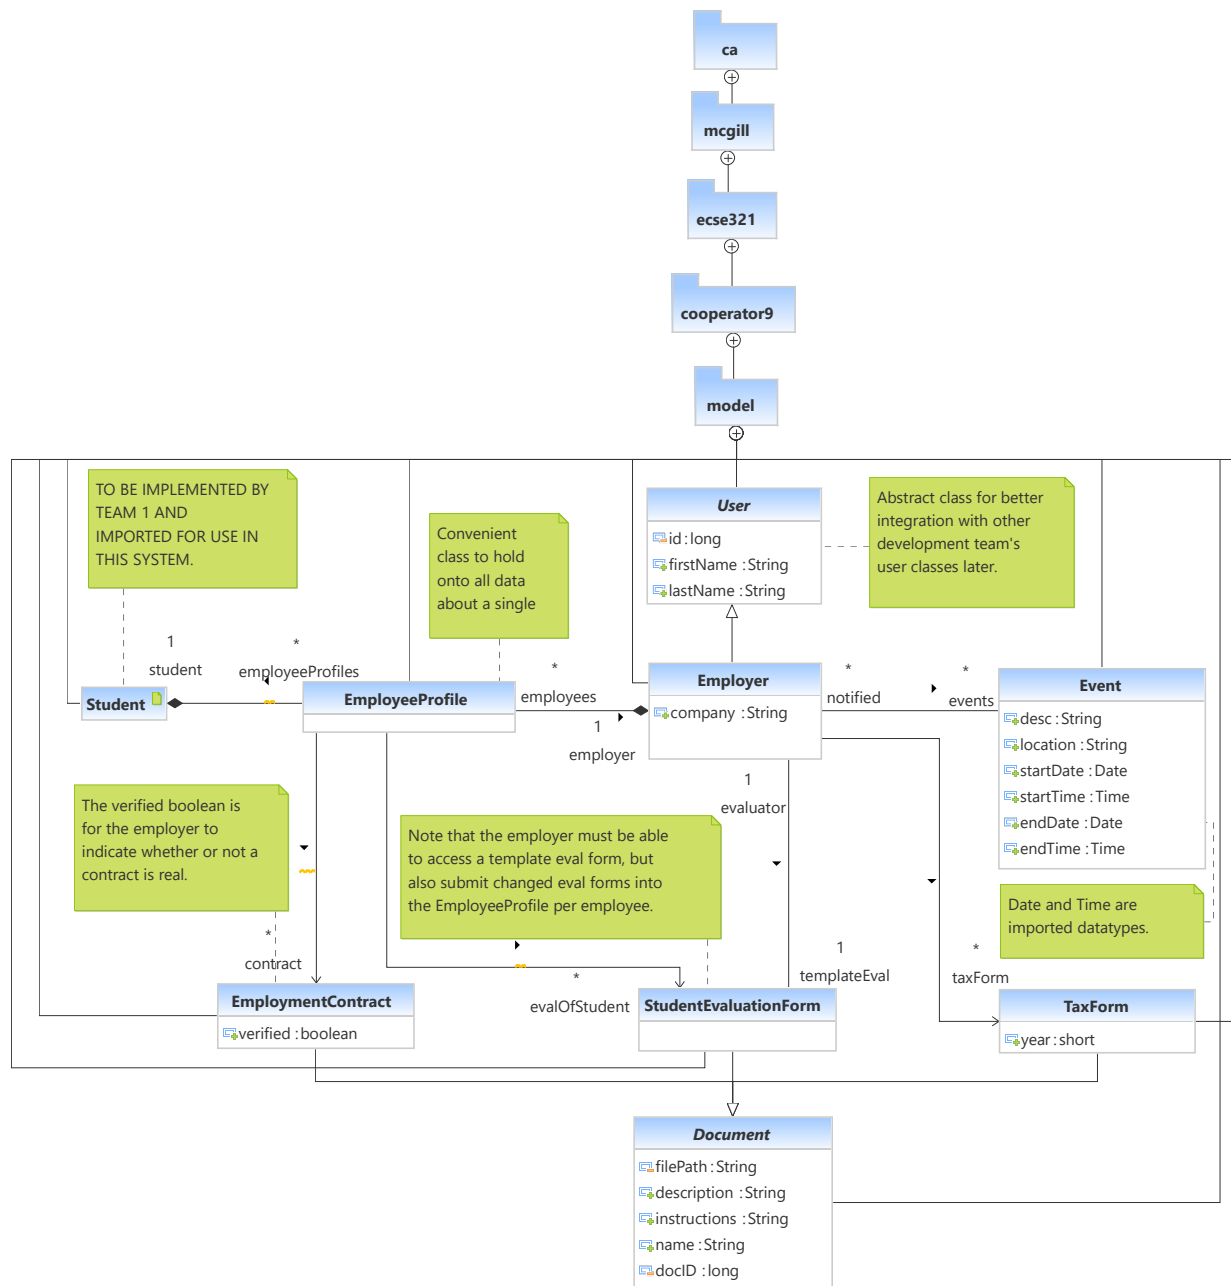 ca
mcgill
ecse321
cooperator9
model
TO BE IMPLEMENTED BY
TEAM 1 AND
IMPORTED FOR USE IN
THIS SYSTEM.
Convenient
class to hold
onto all data
about a single
User
id : long
firstName : String
lastName : String
Abstract class for better
integration with other
development team's
user classes later.
1
student
*
employeeProfiles
Student
EmployeeProfile
*
employees
1
employer
Employer
company : String
*
notified
*
events
Event
desc : String
location : String
startDate : Date
startTime : Time
endDate : Date
endTime : Time
1
evaluator
The verified boolean is
for the employer to
indicate whether or not a
contract is real.
Note that the employer must be able
to access a template eval form, but
also submit changed eval forms into
the EmployeeProfile per employee.
Date and Time are
imported datatypes.
*
contract
*
evalOfStudent
1
templateEval
*
taxForm
EmploymentContract
verified : boolean
StudentEvaluationForm
TaxForm
year : short
Document
filePath : String
description : String
instructions : String
name : String
docID : long